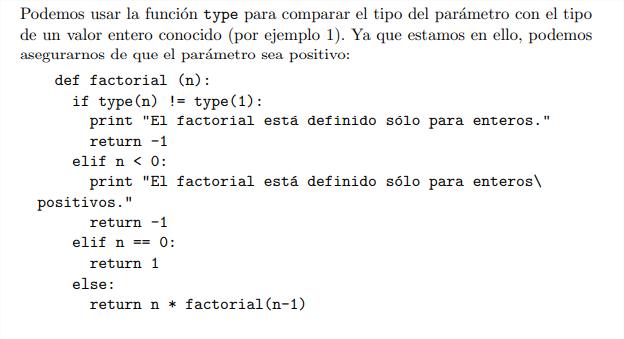 Podemos usar la función type para comparar el tipo del parámetro con el tipo
de un valor entero conocido (por ejemplo 1). Ya que estamos en ello, podemos
asegurarnos de que el parámetro sea positivo:
def factorial (n):
  if type(n) != type(1):
    print "El factorial está definido sólo para enteros."
    return -1
  elif n < 0:
    print "El factorial está definido sólo para enteros\
positivos."
    return -1
  elif n == 0:
    return 1
  else:
    return n * factorial(n-1)